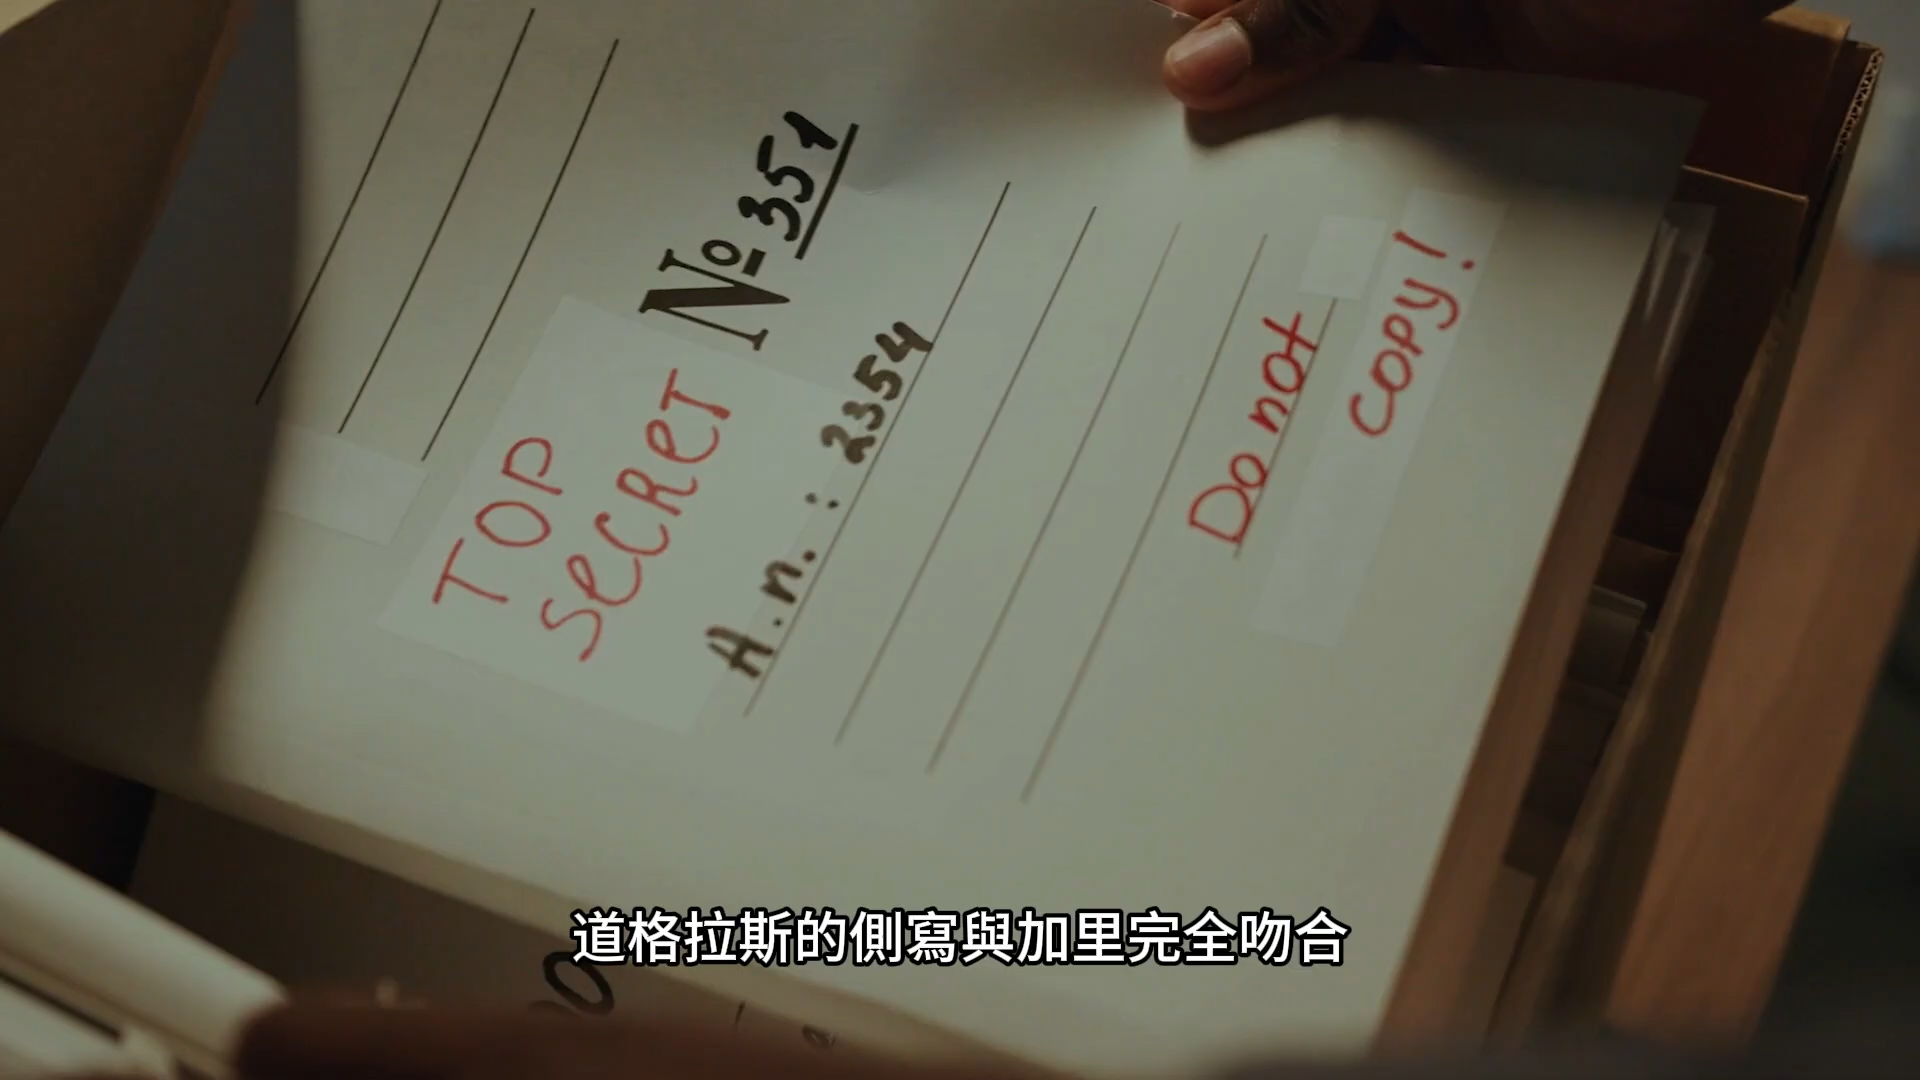 № 351
TOP
SeCReT
A.n.: 2354
Do not
copy!
道格拉斯的側寫與加里完全吻合